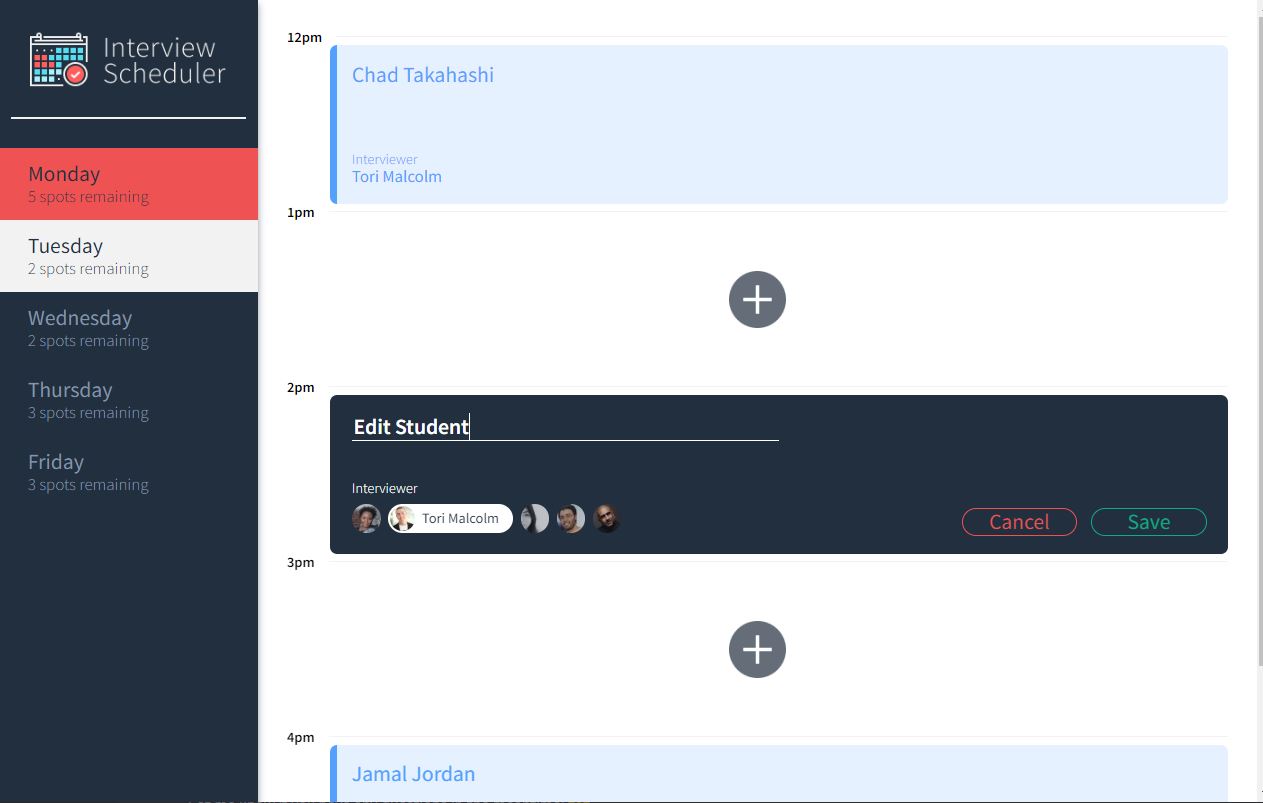 Interview
Scheduler
Monday
5 spots remaining
Tuesday
2 spots remaining
Wednesday
2 spots remaining
Thursday
3 spots remaining
Friday
3 spots remaining
12pm
Chad Takahashi
Interviewer
Tori Malcolm
1pm
2pm
Edit Student
Interviewer
Tori Malcolm
Cancel
Save
3pm
4pm
Jamal Jordan